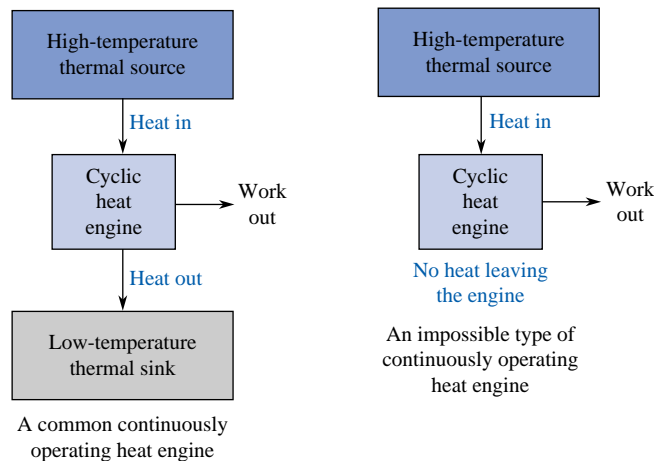 High-temperature
thermal source
Heat in
Cyclic
heat
engine
Work
out
Heat out
Low-temperature
thermal sink
A common continuously
operating heat engine
High-temperature
thermal source
Heat in
Cyclic
heat
engine
Work
out
No heat leaving
the engine
An impossible type of
continuously operating
heat engine